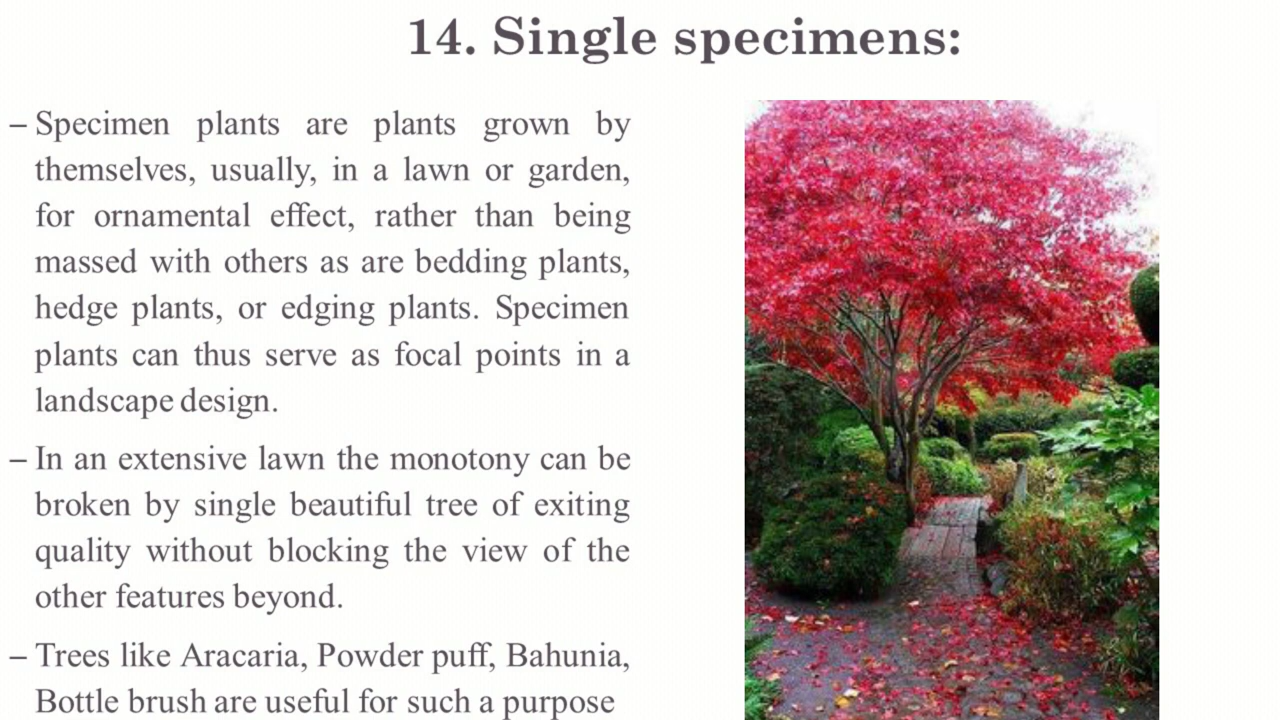 14. Single specimens:
– Specimen plants are plants grown by
themselves, usually, in a lawn or garden,
for ornamental effect, rather than being
massed with others as are bedding plants,
hedge plants, or edging plants. Specimen
plants can thus serve as focal points in a
landscape design.
– In an extensive lawn the monotony can be
broken by single beautiful tree of exiting
quality without blocking the view of the
other features beyond.
– Trees like Aracaria, Powder puff, Bahunia,
Bottle brush are useful for such a purpose